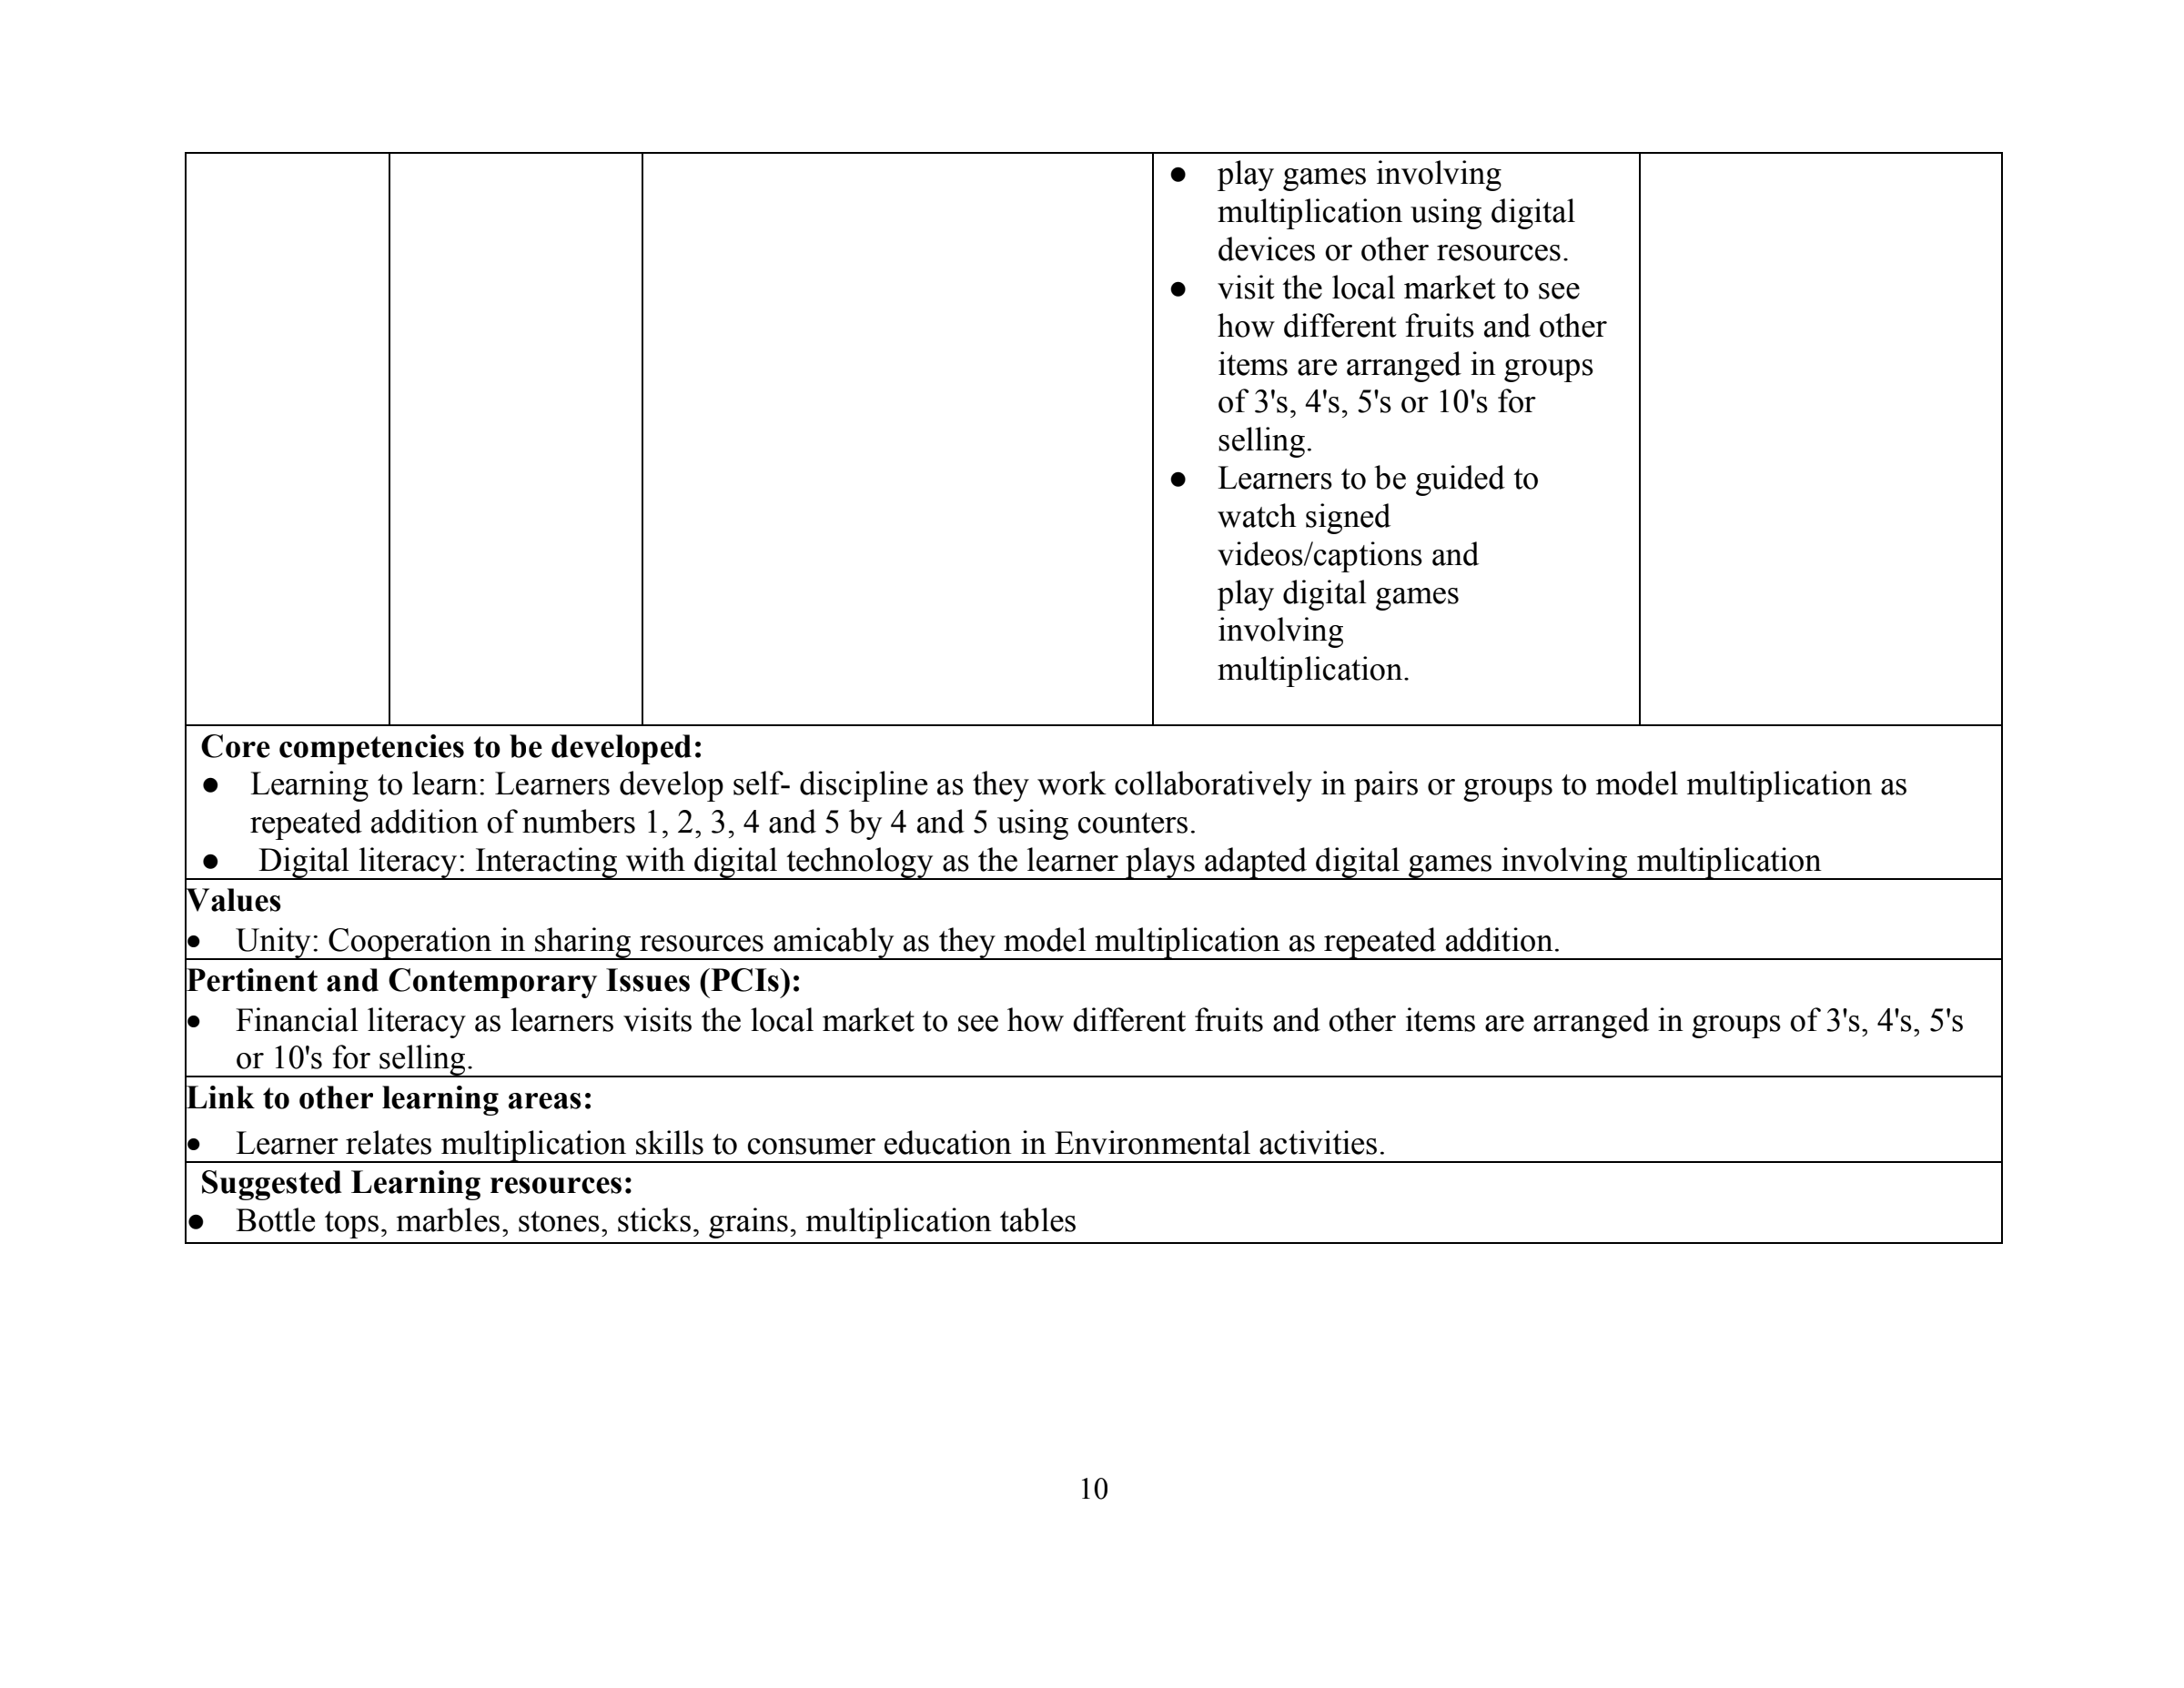 ● play games involving
multiplication using digital
devices or other resources.
● visit the local market to see
how different fruits and other
items are arranged in groups
of 3's, 4's, 5's or 10's for
selling.
● Learners to be guided to
watch signed
videos/captions and
play digital games
involving
multiplication.
Core competencies to be developed:
● Learning to learn: Learners develop self- discipline as they work collaboratively in pairs or groups to model multiplication as
repeated addition of numbers 1, 2, 3, 4 and 5 by 4 and 5 using counters.
● Digital literacy: Interacting with digital technology as the learner plays adapted digital games involving multiplication
Values
● Unity: Cooperation in sharing resources amicably as they model multiplication as repeated addition.
Pertinent and Contemporary Issues (PCIs):
● Financial literacy as learners visits the local market to see how different fruits and other items are arranged in groups of 3's, 4's, 5's
or 10's for selling.
Link to other learning areas:
● Learner relates multiplication skills to consumer education in Environmental activities.
Suggested Learning resources:
● Bottle tops, marbles, stones, sticks, grains, multiplication tables
10